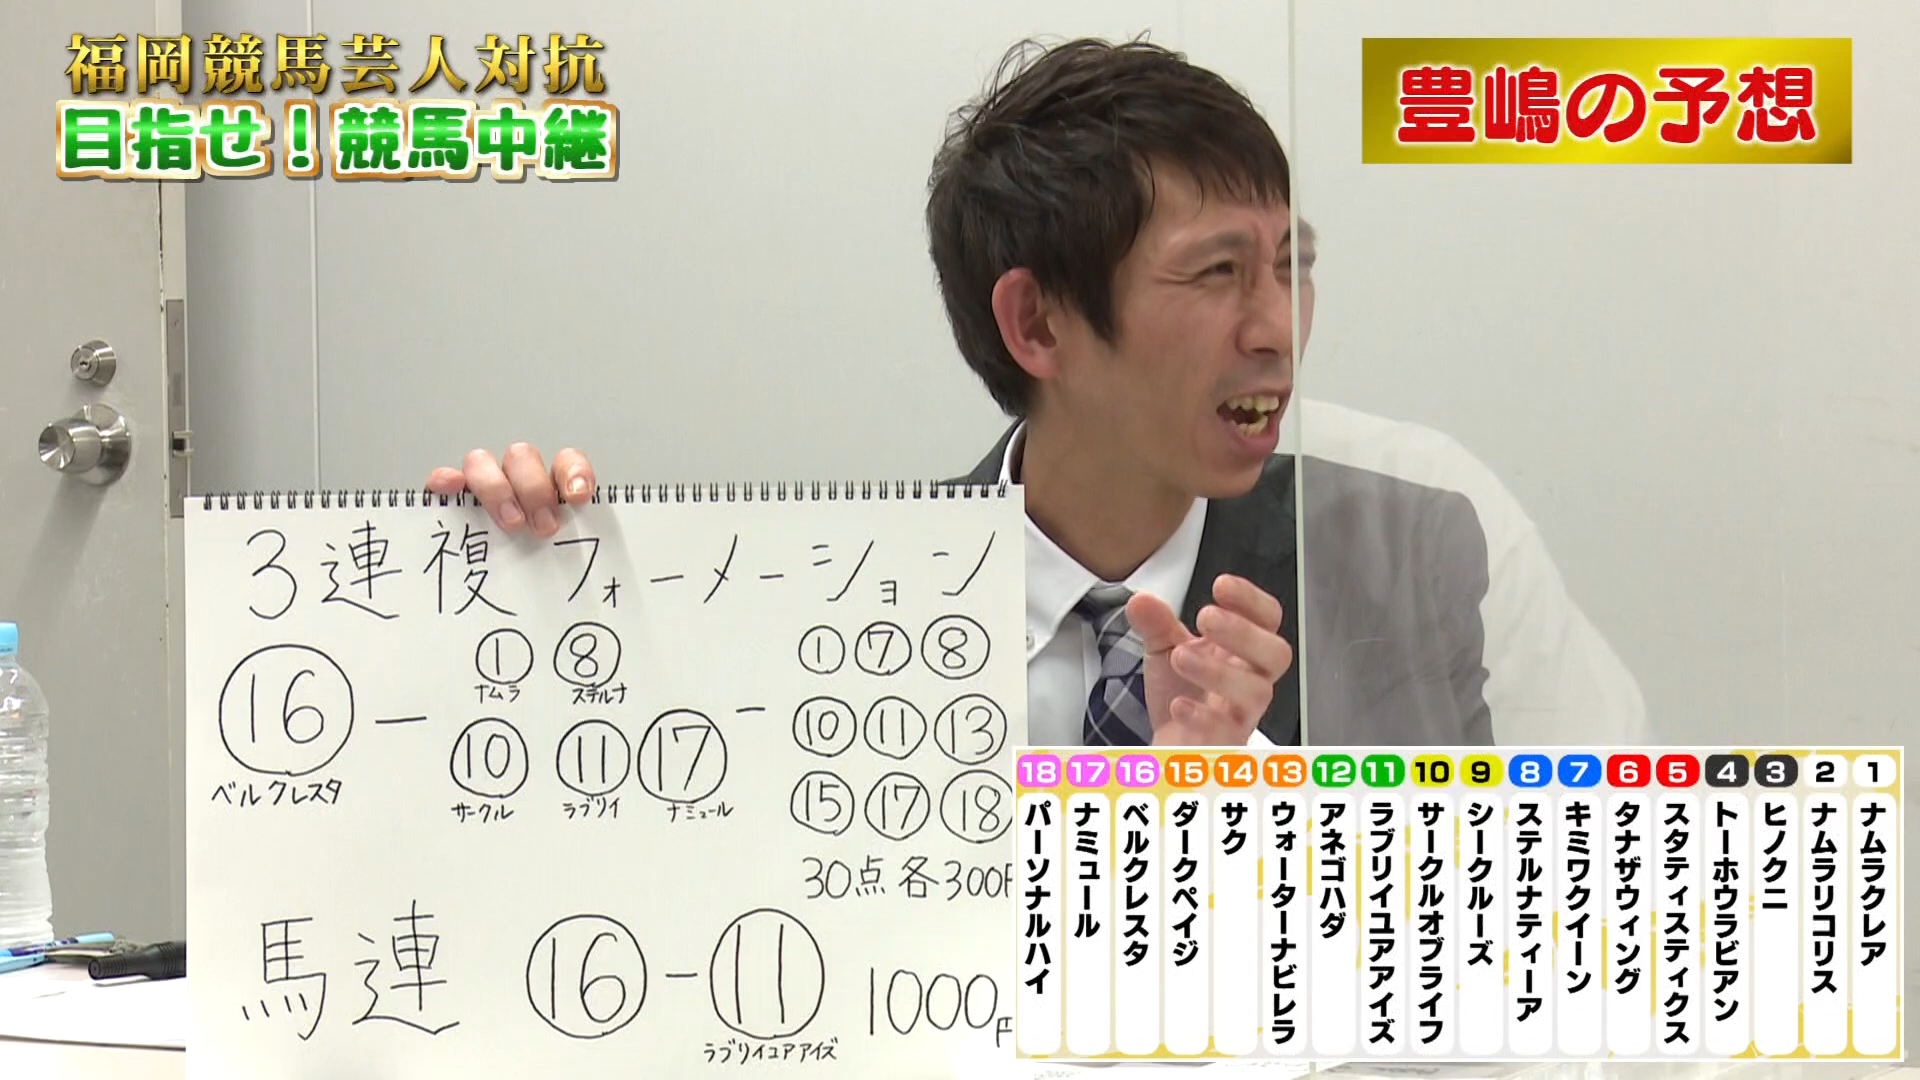 福岡競馬芸人対抗
目指せ！競馬中継
豊嶋の予想
3連複フォーメーション
16 - 1 8 - 1 7 8
ベルクレスタ ナムラ ステルナ
10 11 17 10 11 13
サークル ラブリイ ナミュール
15 17 18
30点 各300円
馬連 16-11 1000円
ラブリイユアアイズ
18 17 16 15 14 13 12 11 10 9 8 7 6 5 4 3 2 1
ナムラクレア
ナムラリコリス
ヒノクニ
トーホウラビアン
スタティスティクス
タナザウィング
キミワクイーン
ステルナティーア
シークルーズ
サークルオブライフ
ラブリイユアアイズ
アネゴハダ
ウォーターナビレラ
サク
ダークペイジ
ベルクレスタ
ナミュール
パーソナルハイ